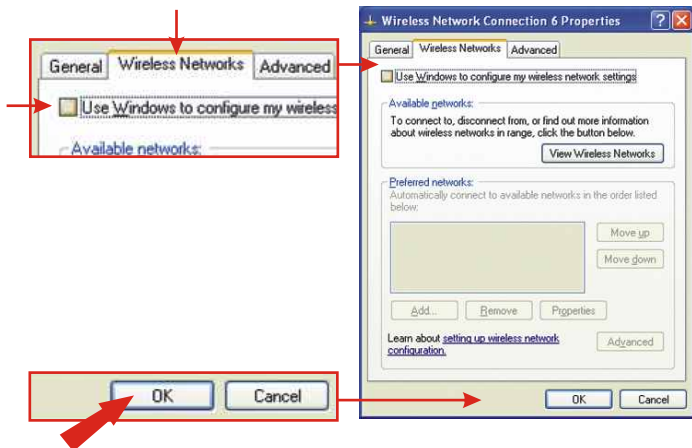 General Wireless Networks Advanced
Use Windows to configure my wireless
Available networks:
OK Cancel
Wireless Network Connection 6 Properties
General Wireless Networks Advanced
Use Windows to configure my wireless network settings
Available networks:
To connect to, disconnect from, or find out more information
about wireless networks in range, click the button below.
View Wireless Networks
Preferred networks:
Automatically connect to available networks in the order listed
below:
Move up
Move down
Add... Remove Properties
Learn about setting up wireless network
configuration.
Advanced
OK Cancel